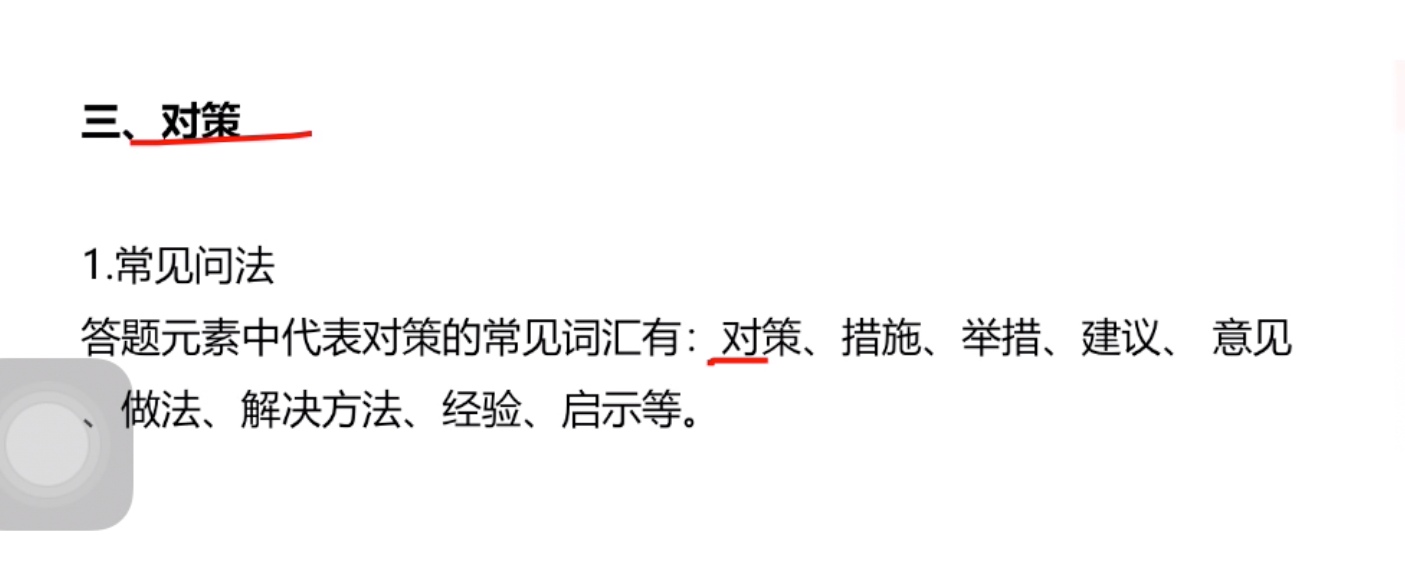 三、对策
1.常见问法
答题元素中代表对策的常见词汇有：对策、措施、举措、建议、 意见
、做法、解决方法、经验、启示等。